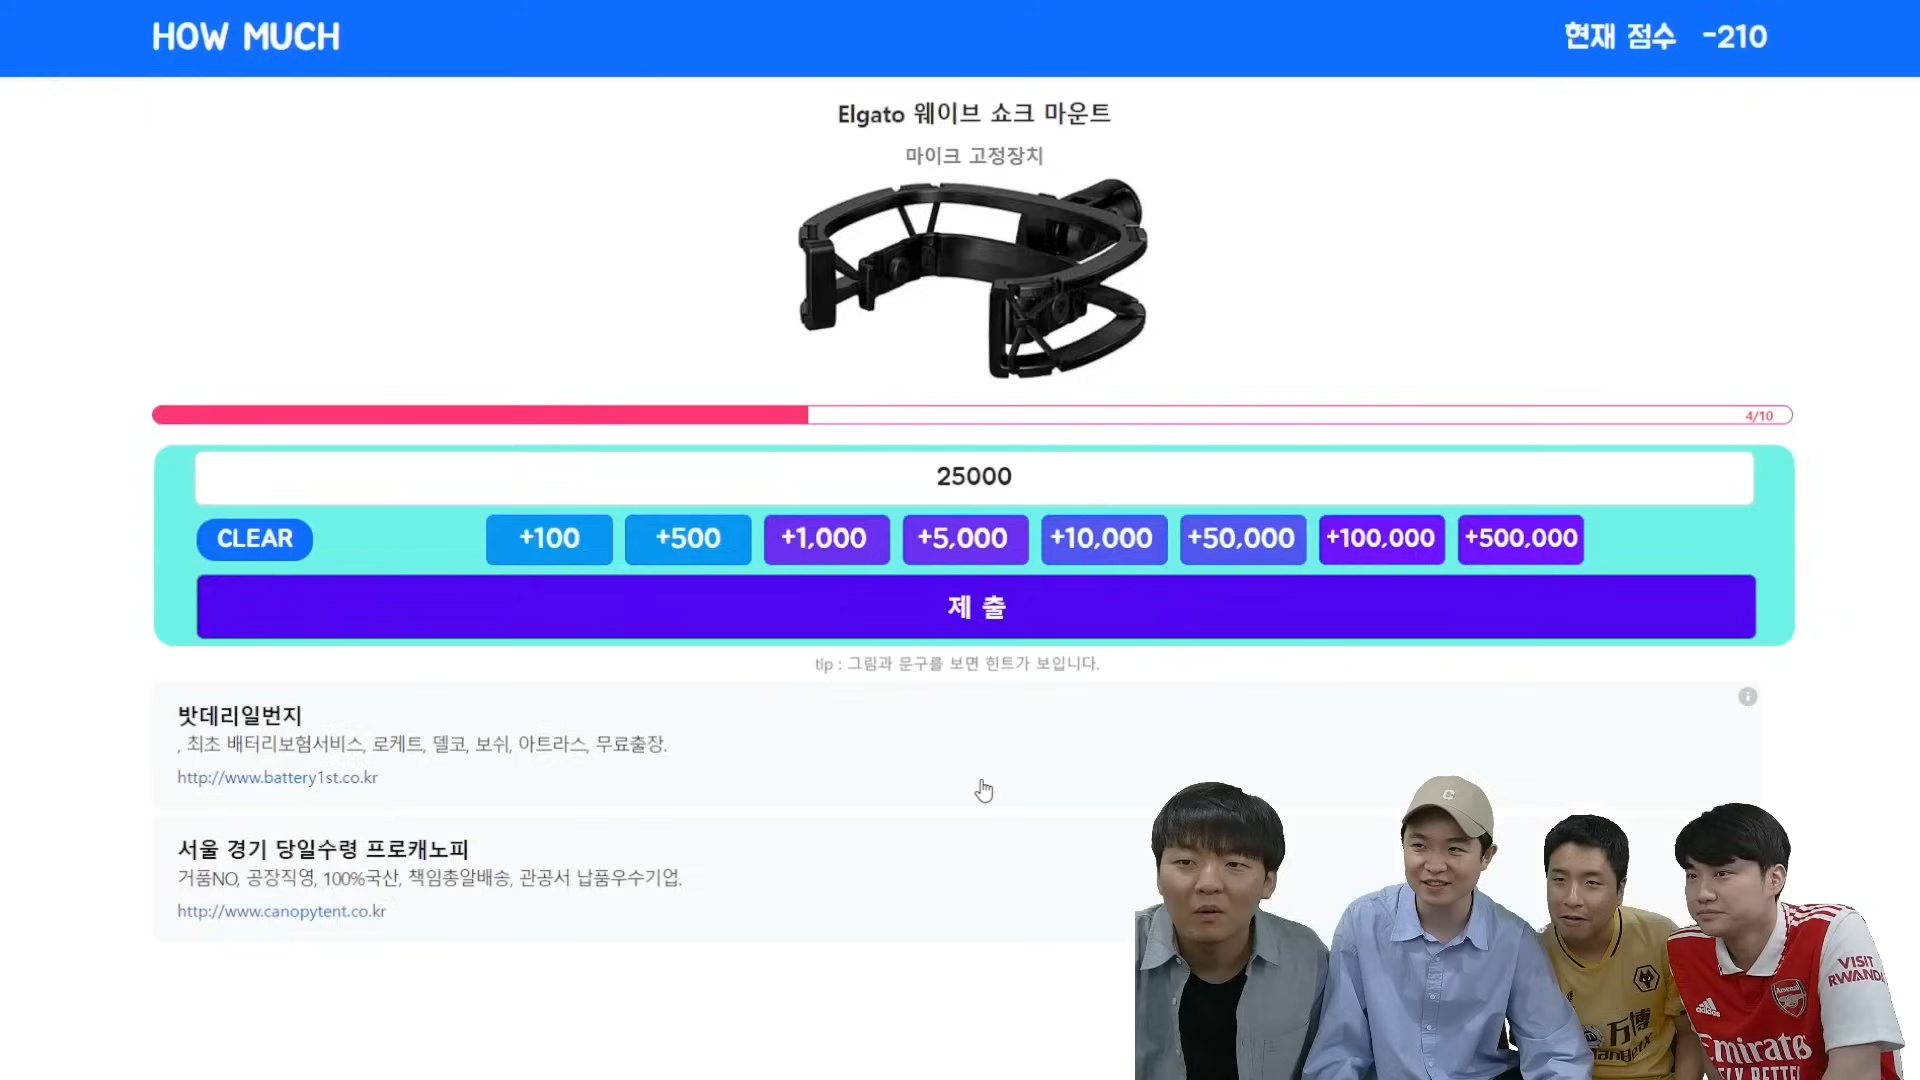 HOW MUCH
현재 점수 -210
Elgato 웨이브 쇼크 마운트
마이크 고정장치
4/10
25000
CLEAR
+100
+500
+1,000
+5,000
+10,000
+50,000
+100,000
+500,000
제 출
tip : 그림과 문구를 보면 힌트가 보입니다.
밧데리일번지
, 최초 배터리보험서비스, 로케트, 델코, 보쉬, 아트라스, 무료출장.
http://www.battery1st.co.kr
서울 경기 당일수령 프로캐노피
거품NO, 공장직영, 100%국산, 책임총알배송, 관공서 납품우수기업.
http://www.canopytent.co.kr
C
VISIT
RWANDA
Arsenal
adidas
万博
ManBetX
Emirates
FLY BETTER